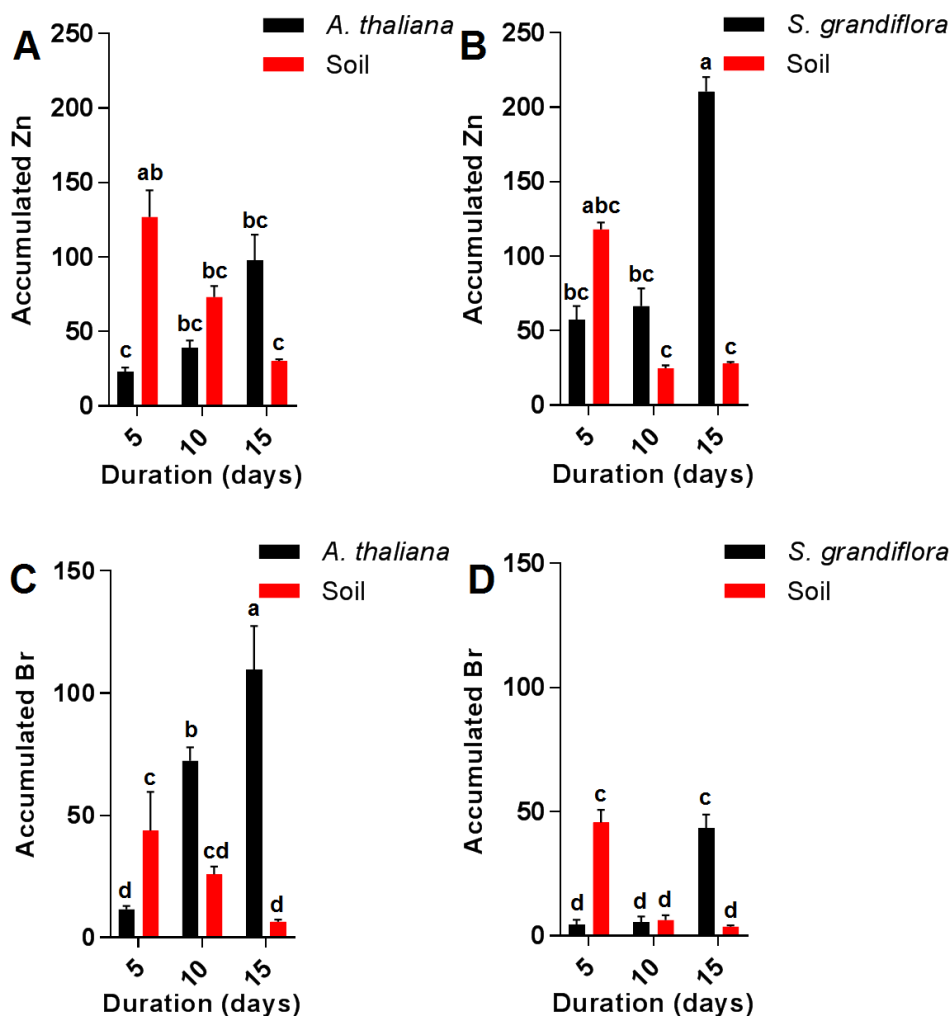 A
A. thaliana
Soil
250
200
150
100
50
0
Accumulated Zn
c
ab
bc
bc
bc
c
5
10
15
Duration (days)
B
S. grandiflora
Soil
250
200
150
100
50
0
Accumulated Zn
bc
abc
bc
c
a
c
5
10
15
Duration (days)
C
A. thaliana
Soil
150
100
50
0
Accumulated Br
d
c
b
cd
a
d
5
10
15
Duration (days)
D
S. grandiflora
Soil
150
100
50
0
Accumulated Br
d
c
d
d
c
d
5
10
15
Duration (days)